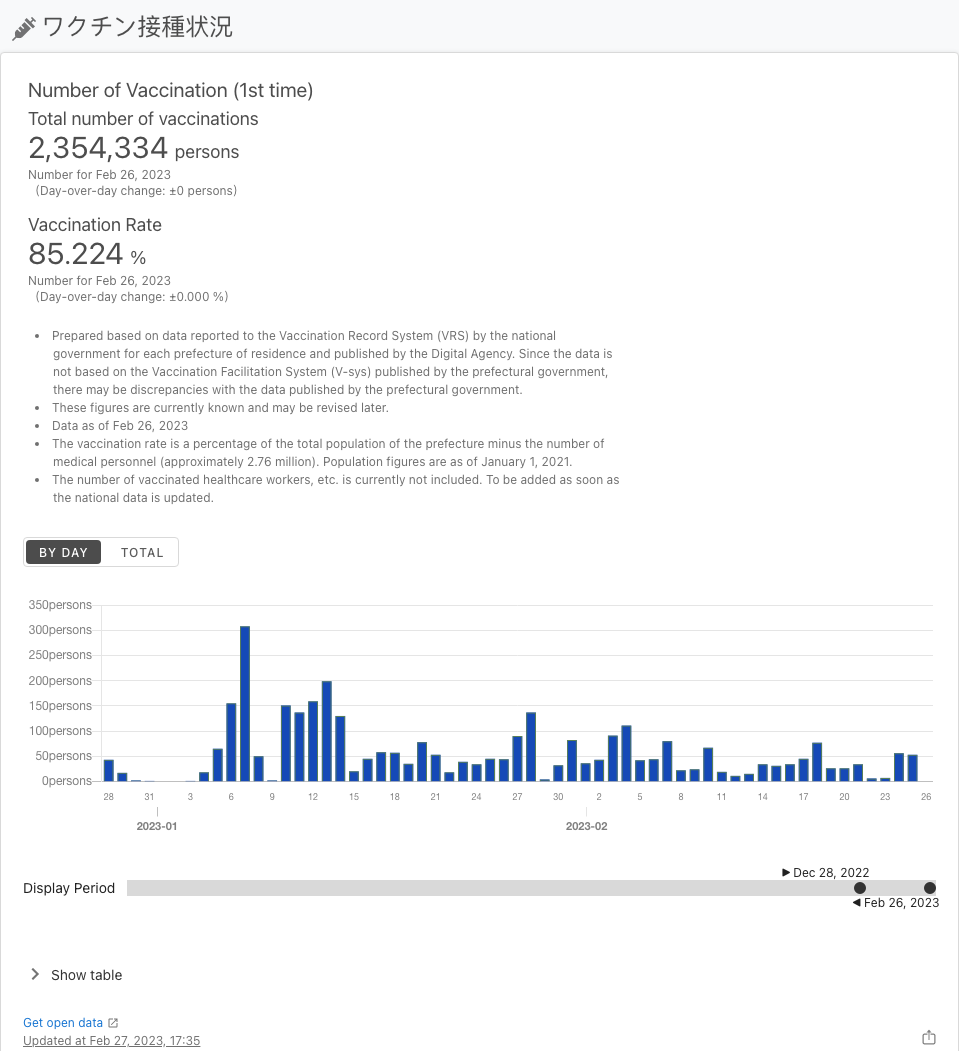 ワクチン接種状況
Number of Vaccination (1st time)
Total number of vaccinations
2,354,334 persons
Number for Feb 26, 2023
(Day-over-day change: ±0 persons)
Vaccination Rate
85.224 %
Number for Feb 26, 2023
(Day-over-day change: ±0.000 %)
• Prepared based on data reported to the Vaccination Record System (VRS) by the national
government for each prefecture of residence and published by the Digital Agency. Since the data is
not based on the Vaccination Facilitation System (V-sys) published by the prefectural government,
there may be discrepancies with the data published by the prefectural government.
• These figures are currently known and may be revised later.
• Data as of Feb 26, 2023
• The vaccination rate is a percentage of the total population of the prefecture minus the number of
medical personnel (approximately 2.76 million). Population figures are as of January 1, 2021.
• The number of vaccinated healthcare workers, etc. is currently not included. To be added as soon as
the national data is updated.
BY DAY TOTAL
350persons
300persons
250persons
200persons
150persons
100persons
50persons
0persons
28 31 3 6 9 12 15 18 21 24 27 30 2 5 8 11 14 17 20 23 26
2023-01 2023-02
▶ Dec 28, 2022
Display Period
◀ Feb 26, 2023
Show table
Get open data
Updated at Feb 27, 2023, 17:35